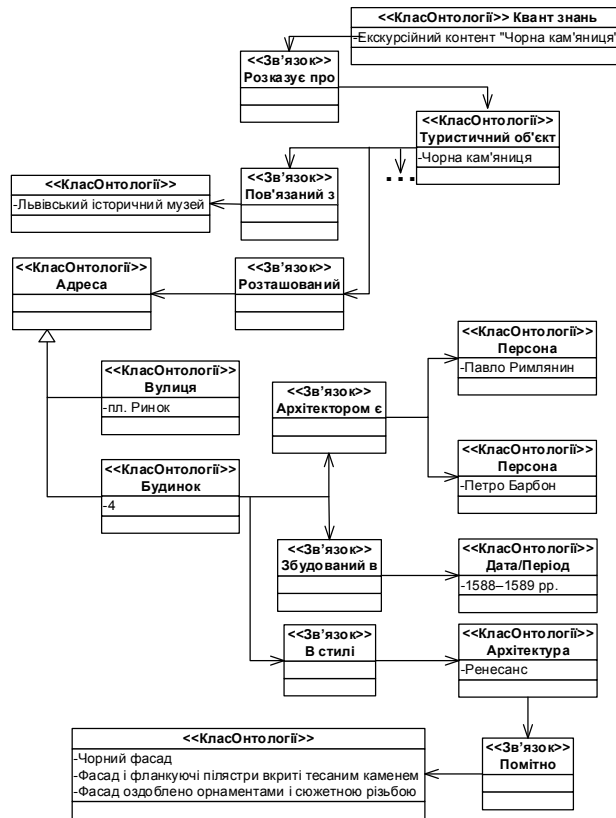 <<КласОнтології>> Квант знань
-Екскурсійний контент "Чорна кам'яниця"
<<Зв’язок>>
Розказує про
<<КласОнтології>>
Туристичний об'єкт
-Чорна кам'яниця
...
<<Зв’язок>>
Пов'язаний з
<<КласОнтології>>
-Львівський історичний музей
<<КласОнтології>>
Адреса
<<Зв’язок>>
Розташований
<<КласОнтології>>
Вулиця
-пл. Ринок
<<КласОнтології>>
Будинок
-4
<<Зв’язок>>
Архітектором є
<<КласОнтології>>
Персона
-Павло Римлянин
<<КласОнтології>>
Персона
-Петро Барбон
<<Зв’язок>>
Збудований в
<<КласОнтології>>
Дата/Період
-1588–1589 рр.
<<Зв’язок>>
В стилі
<<КласОнтології>>
Архітектура
-Ренесанс
<<Зв’язок>>
Помітно
<<КласОнтології>>
-Чорний фасад
-Фасад і фланкуючі пілястри вкриті тесаним каменем
-Фасад оздоблено орнаментами і сюжетною різьбою